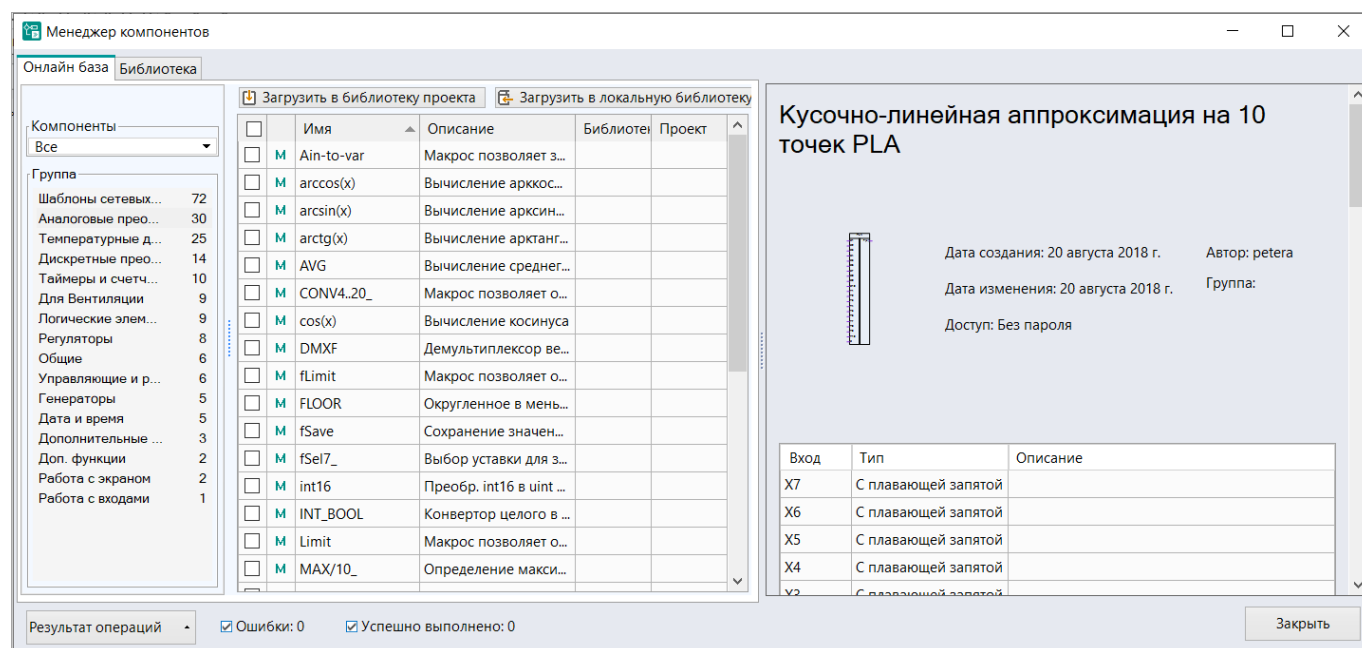 Менеджер компонентов
Онлайн база Библиотека
Компоненты
Все
Группа
Шаблоны сетевых... 72
Аналоговые прео... 30
Температурные д... 25
Дискретные прео... 14
Таймеры и счетч... 10
Для Вентиляции 9
Логические элем... 9
Регуляторы 8
Общие 6
Управляющие и р... 6
Генераторы 5
Дата и время 5
Дополнительные ... 3
Доп. функции 2
Работа с экраном 2
Работа с входами 1
Загрузить в библиотеку проекта Загрузить в локальную библиотеку
Имя Описание Библиотек Проект
М Ain-to-var Макрос позволяет з...
М arccos(x) Вычисление арккос...
М arcsin(x) Вычисление арксин...
М arctg(x) Вычисление арктанг...
М AVG Вычисление среднег...
М CONV4..20_ Макрос позволяет о...
М cos(x) Вычисление косинуса
М DMXF Демультиплексор ве...
М fLimit Макрос позволяет о...
М FLOOR Округленное в мень...
М fSave Сохранение значен...
М fSel7_ Выбор уставки для з...
М int16 Преобр. int16 в uint ...
М INT_BOOL Конвертор целого в ...
М Limit Макрос позволяет о...
М MAX/10_ Определение макси...
Кусочно-линейная аппроксимация на 10
точек PLA
Дата создания: 20 августа 2018 г. Автор: petera
Дата изменения: 20 августа 2018 г. Группа:
Доступ: Без пароля
Вход Тип Описание
X7 С плавающей запятой
X6 С плавающей запятой
X5 С плавающей запятой
X4 С плавающей запятой
X3 С плавающей запятой
Результат операций Ошибки: 0 Успешно выполнено: 0 Закрыть